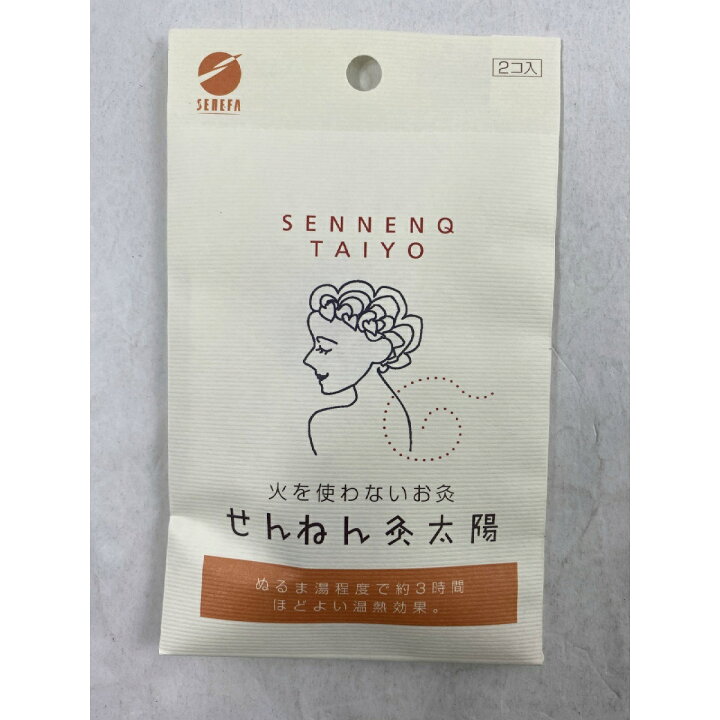 SENEFA
2コ入
SENNENQ
TAIYO
火を使わないお灸
せんねん灸太陽
ぬるま湯程度で約3時間
ほどよい温熱効果。